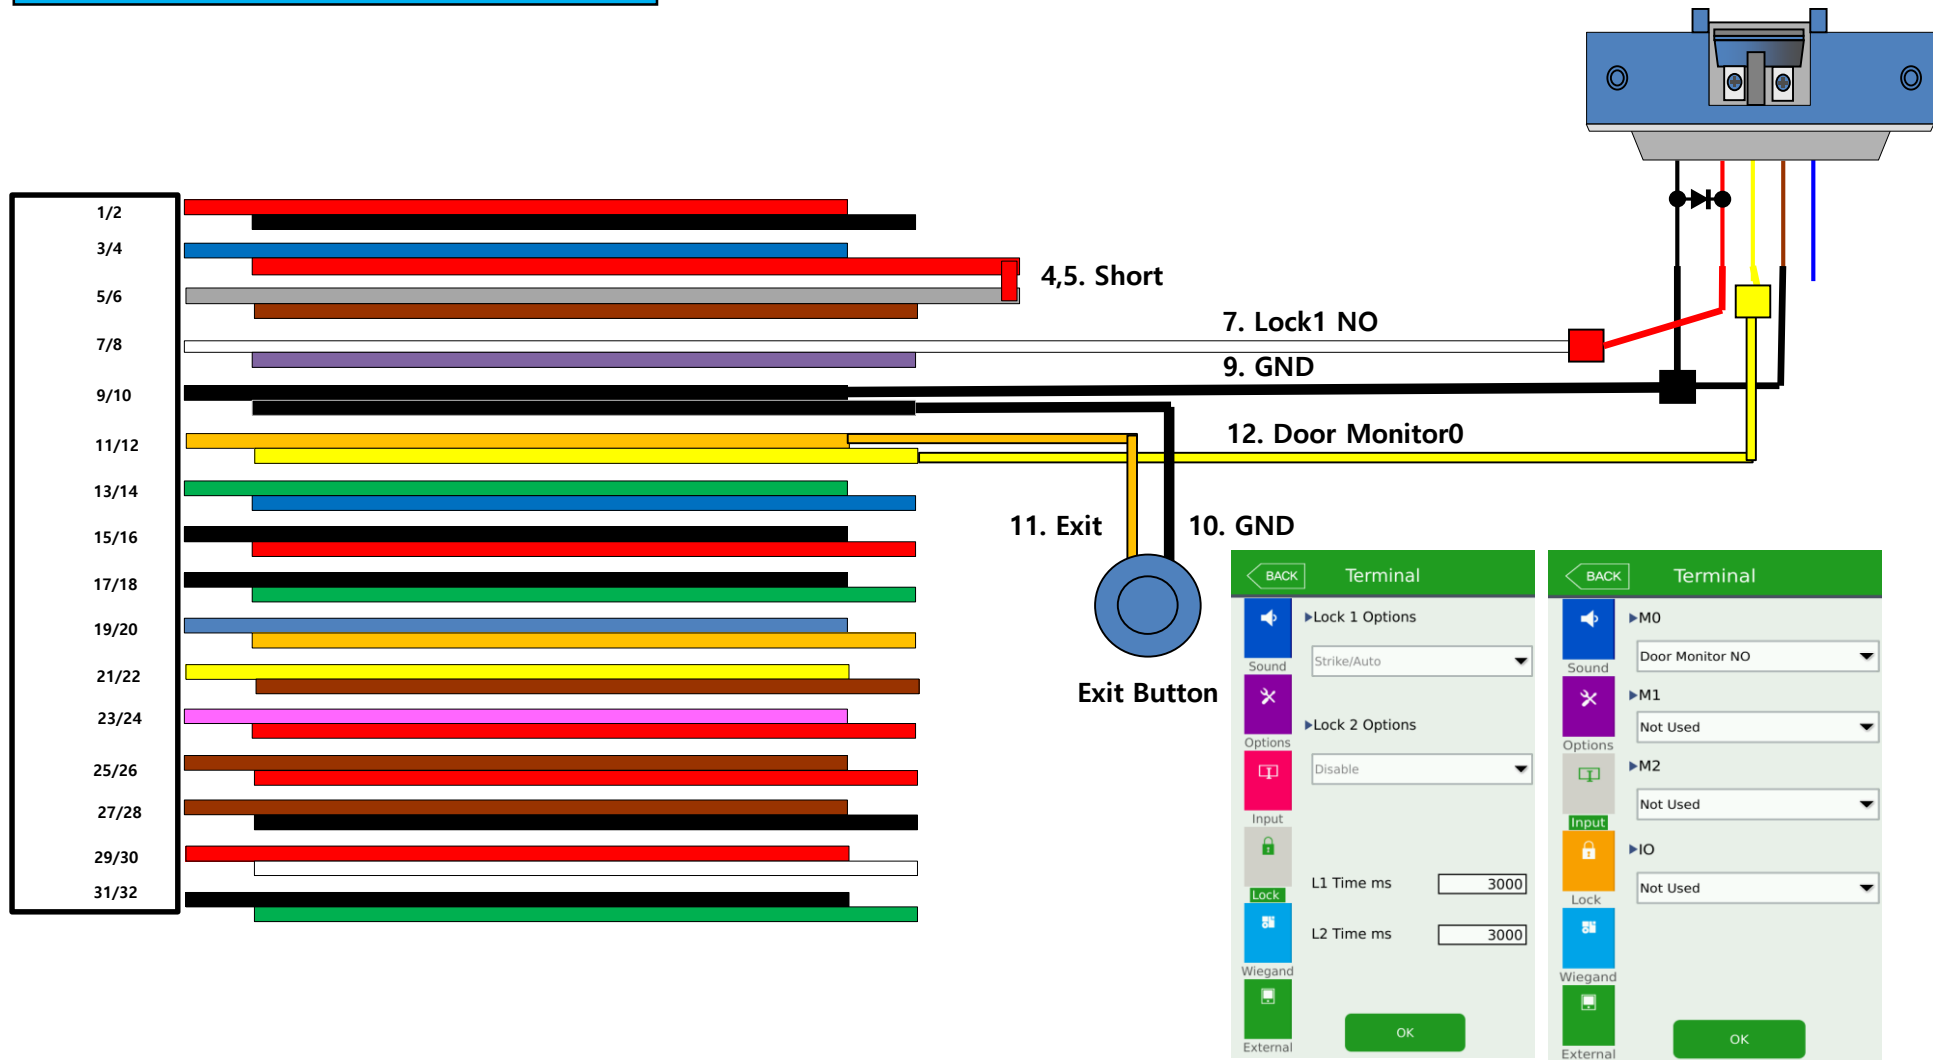 1/2
3/4
4,5. Short
5/6
7. Lock1 NO
7/8
9. GND
9/10
12. Door Monitor0
11/12
13/14
11. Exit
10. GND
15/16
17/18
19/20
21/22
Exit Button
23/24
25/26
27/28
29/30
31/32
BACK
Terminal
Sound
Options
Input
Lock
Wiegand
External
Lock 1 Options
Strike/Auto
Lock 2 Options
Disable
L1 Time ms
3000
L2 Time ms
3000
OK
BACK
Terminal
Sound
Options
Input
Lock
Wiegand
External
M0
Door Monitor NO
M1
Not Used
M2
Not Used
IO
Not Used
OK